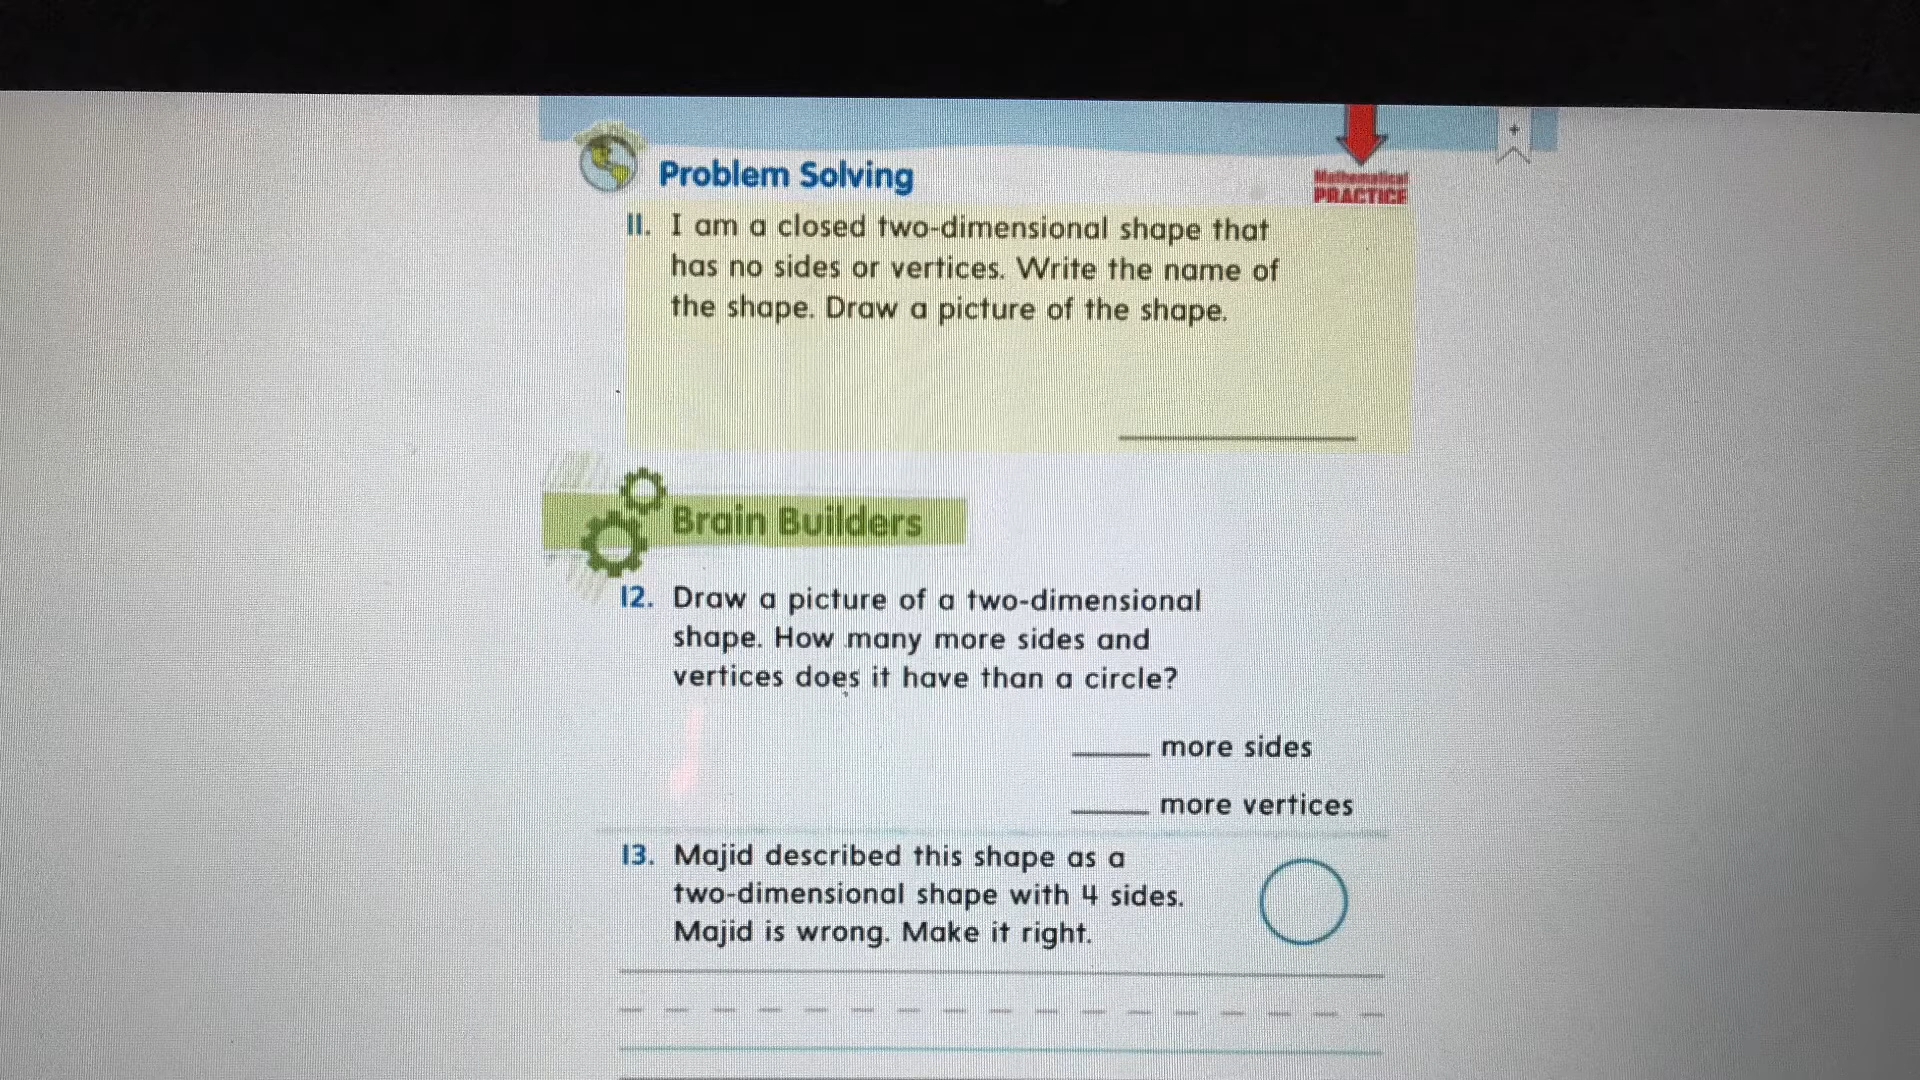 Mathematical
PRACTICE
Problem Solving
11. I am a closed two-dimensional shape that
has no sides or vertices. Write the name of
the shape. Draw a picture of the shape.
Brain Builders
12. Draw a picture of a two-dimensional
shape. How many more sides and
vertices does it have than a circle?
____ more sides
____ more vertices
13. Majid described this shape as a
two-dimensional shape with 4 sides.
Majid is wrong. Make it right.